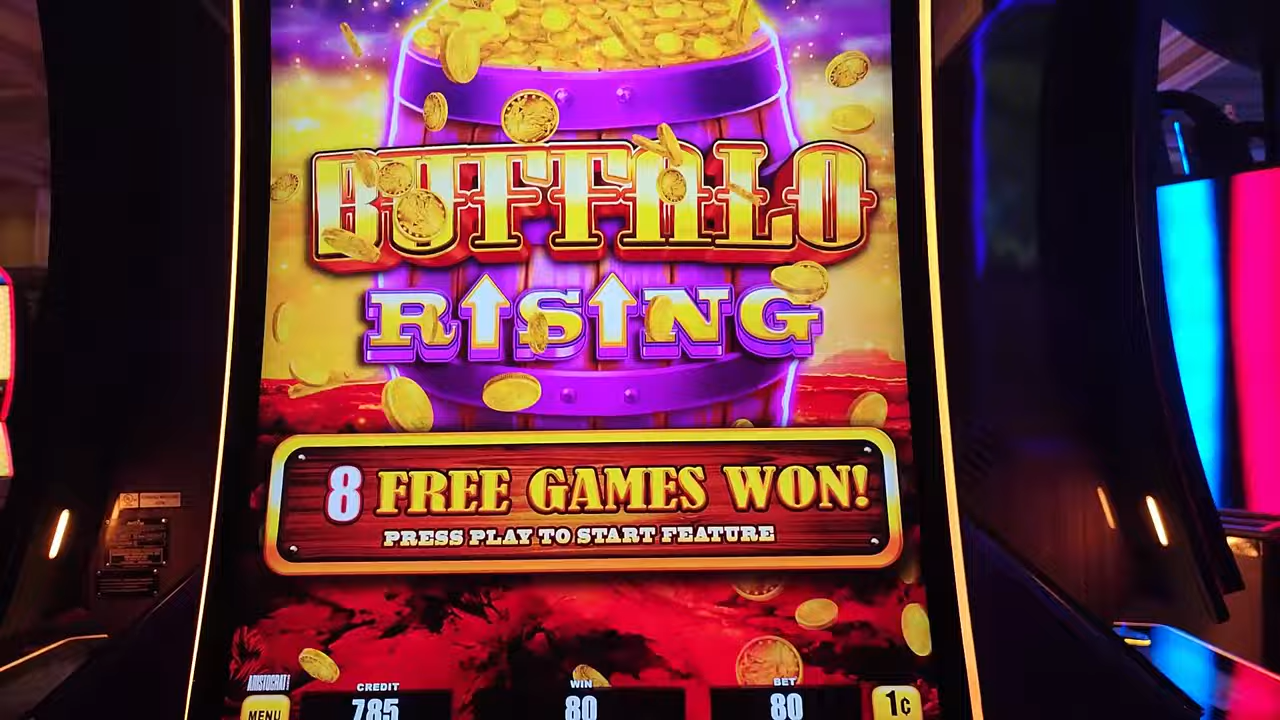 BUFFALO
RISING
8 FREE GAMES WON!
PRESS PLAY TO START FEATURE
ARISTOCRAT
CREDIT WIN BET
MENU 785 80 80 1¢